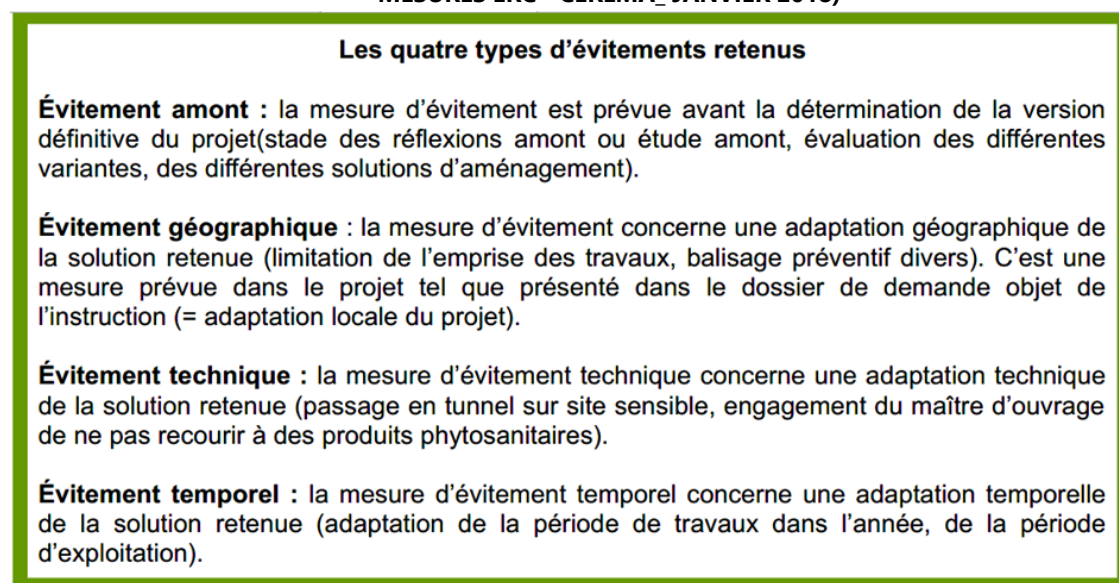 MESURES ERC – CEREMA_ JANVIER 2018)
Les quatre types d’évitements retenus
Évitement amont : la mesure d’évitement est prévue avant la détermination de la version
définitive du projet(stade des réflexions amont ou étude amont, évaluation des différentes
variantes, des différentes solutions d’aménagement).
Évitement géographique : la mesure d’évitement concerne une adaptation géographique de
la solution retenue (limitation de l’emprise des travaux, balisage préventif divers). C’est une
mesure prévue dans le projet tel que présenté dans le dossier de demande objet de
l’instruction (= adaptation locale du projet).
Évitement technique : la mesure d’évitement technique concerne une adaptation technique
de la solution retenue (passage en tunnel sur site sensible, engagement du maître d’ouvrage
de ne pas recourir à des produits phytosanitaires).
Évitement temporel : la mesure d’évitement temporel concerne une adaptation temporelle
de la solution retenue (adaptation de la période de travaux dans l’année, de la période
d’exploitation).